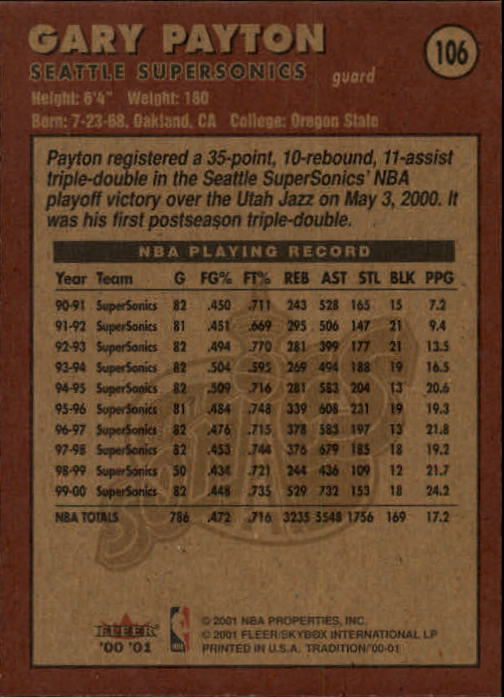 GARY PAYTON
106
SEATTLE SUPERSONICS guard
Height: 6'4" Weight: 180
Born: 7-23-68, Oakland, CA College: Oregon State
Payton registered a 35-point, 10-rebound, 11-assist
triple-double in the Seattle SuperSonics' NBA
playoff victory over the Utah Jazz on May 3, 2000. It
was his first postseason triple-double.
NBA PLAYING RECORD
Year Team G FG% FT% REB AST STL BLK PPG
90-91 SuperSonics 82 .450 .711 243 528 165 15 7.2
91-92 SuperSonics 81 .451 .669 295 506 147 21 9.4
92-93 SuperSonics 82 .494 .770 281 399 177 21 13.5
93-94 SuperSonics 82 .504 .595 269 494 188 19 16.5
94-95 SuperSonics 82 .509 .716 281 583 204 13 20.6
95-96 SuperSonics 81 .484 .748 339 608 231 19 19.3
96-97 SuperSonics 82 .476 .715 378 583 197 13 21.8
97-98 SuperSonics 82 .453 .744 376 679 185 18 19.2
98-99 SuperSonics 50 .434 .721 244 436 109 12 21.7
99-00 SuperSonics 82 .448 .735 529 732 153 18 24.2
NBA TOTALS 786 .472 .716 3235 5548 1756 169 17.2
FLEER
'00 '01
© 2001 NBA PROPERTIES, INC.
© 2001 FLEER/SKYBOX INTERNATIONAL LP
PRINTED IN U.S.A. TRADITION/'00-01